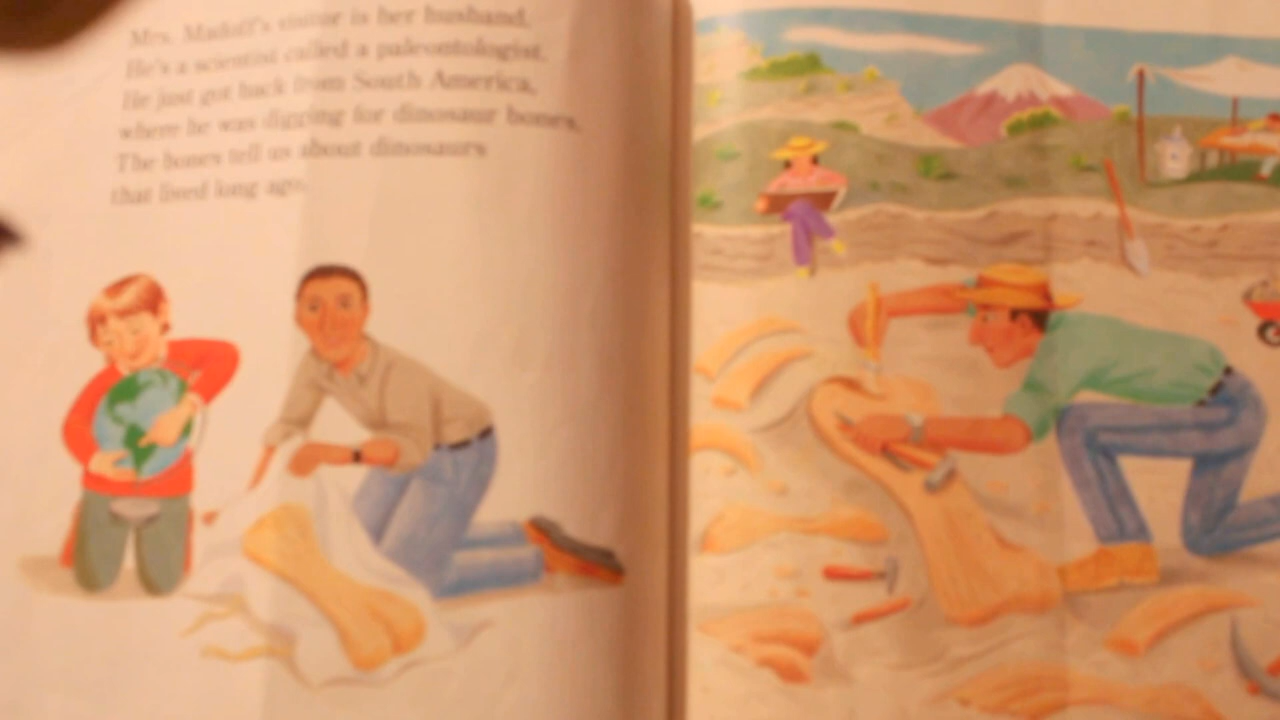 Mrs. Maduff's visitor is her husband.
He's a scientist called a paleontologist.
He just got back from South America,
where he was digging for dinosaur bones.
The bones tell us about dinosaurs
that lived long ago.